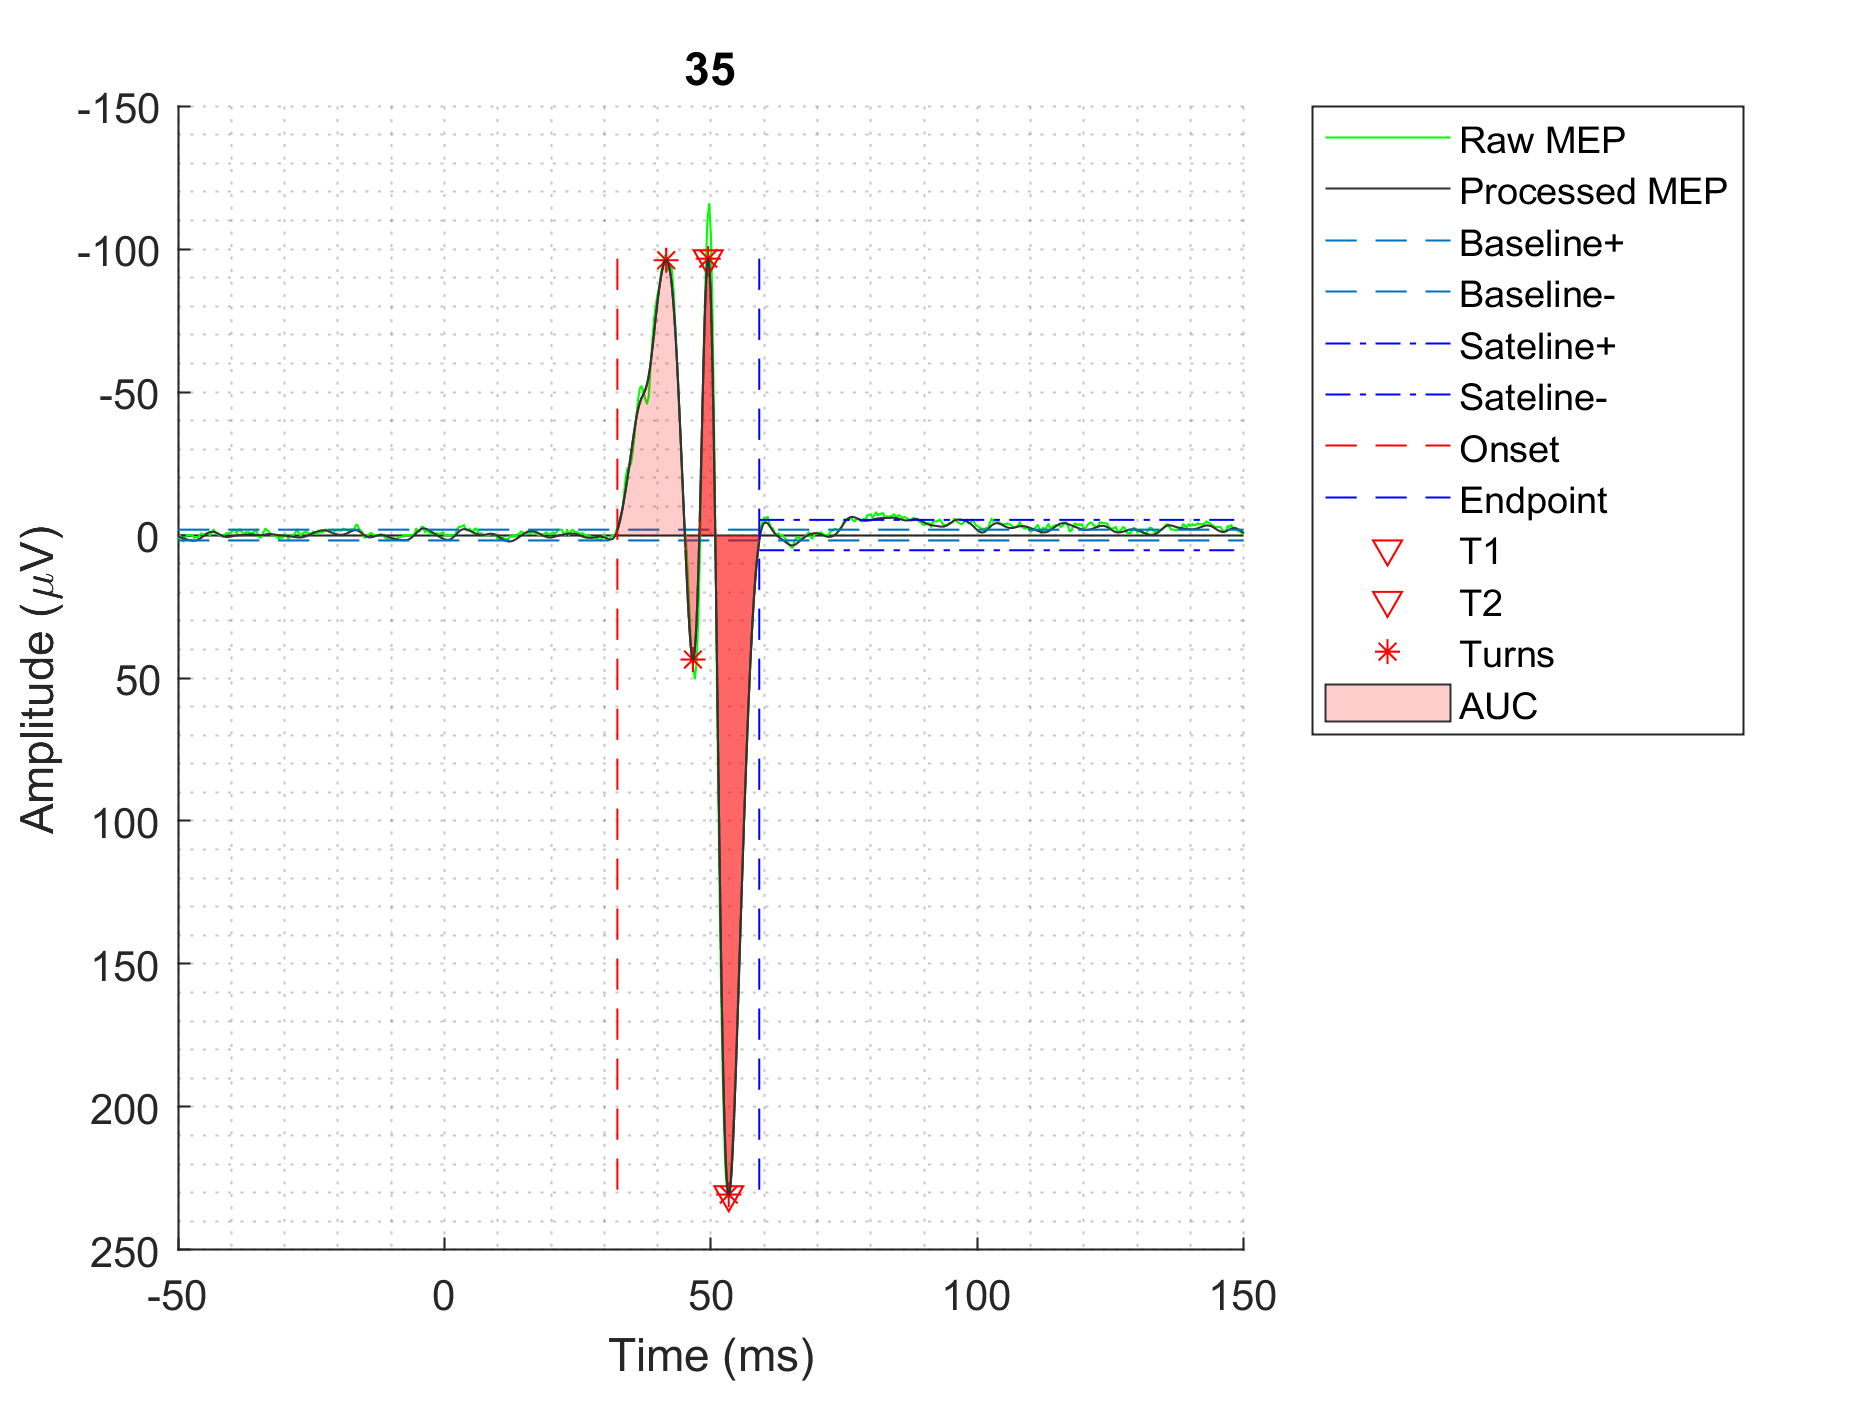 35
-150
-100
-50
0
50
100
150
200
250
Amplitude (μV)
-50 0 50 100 150
Time (ms)
Raw MEP
Processed MEP
Baseline+
Baseline-
Sateline+
Sateline-
Onset
Endpoint
T1
T2
Turns
AUC